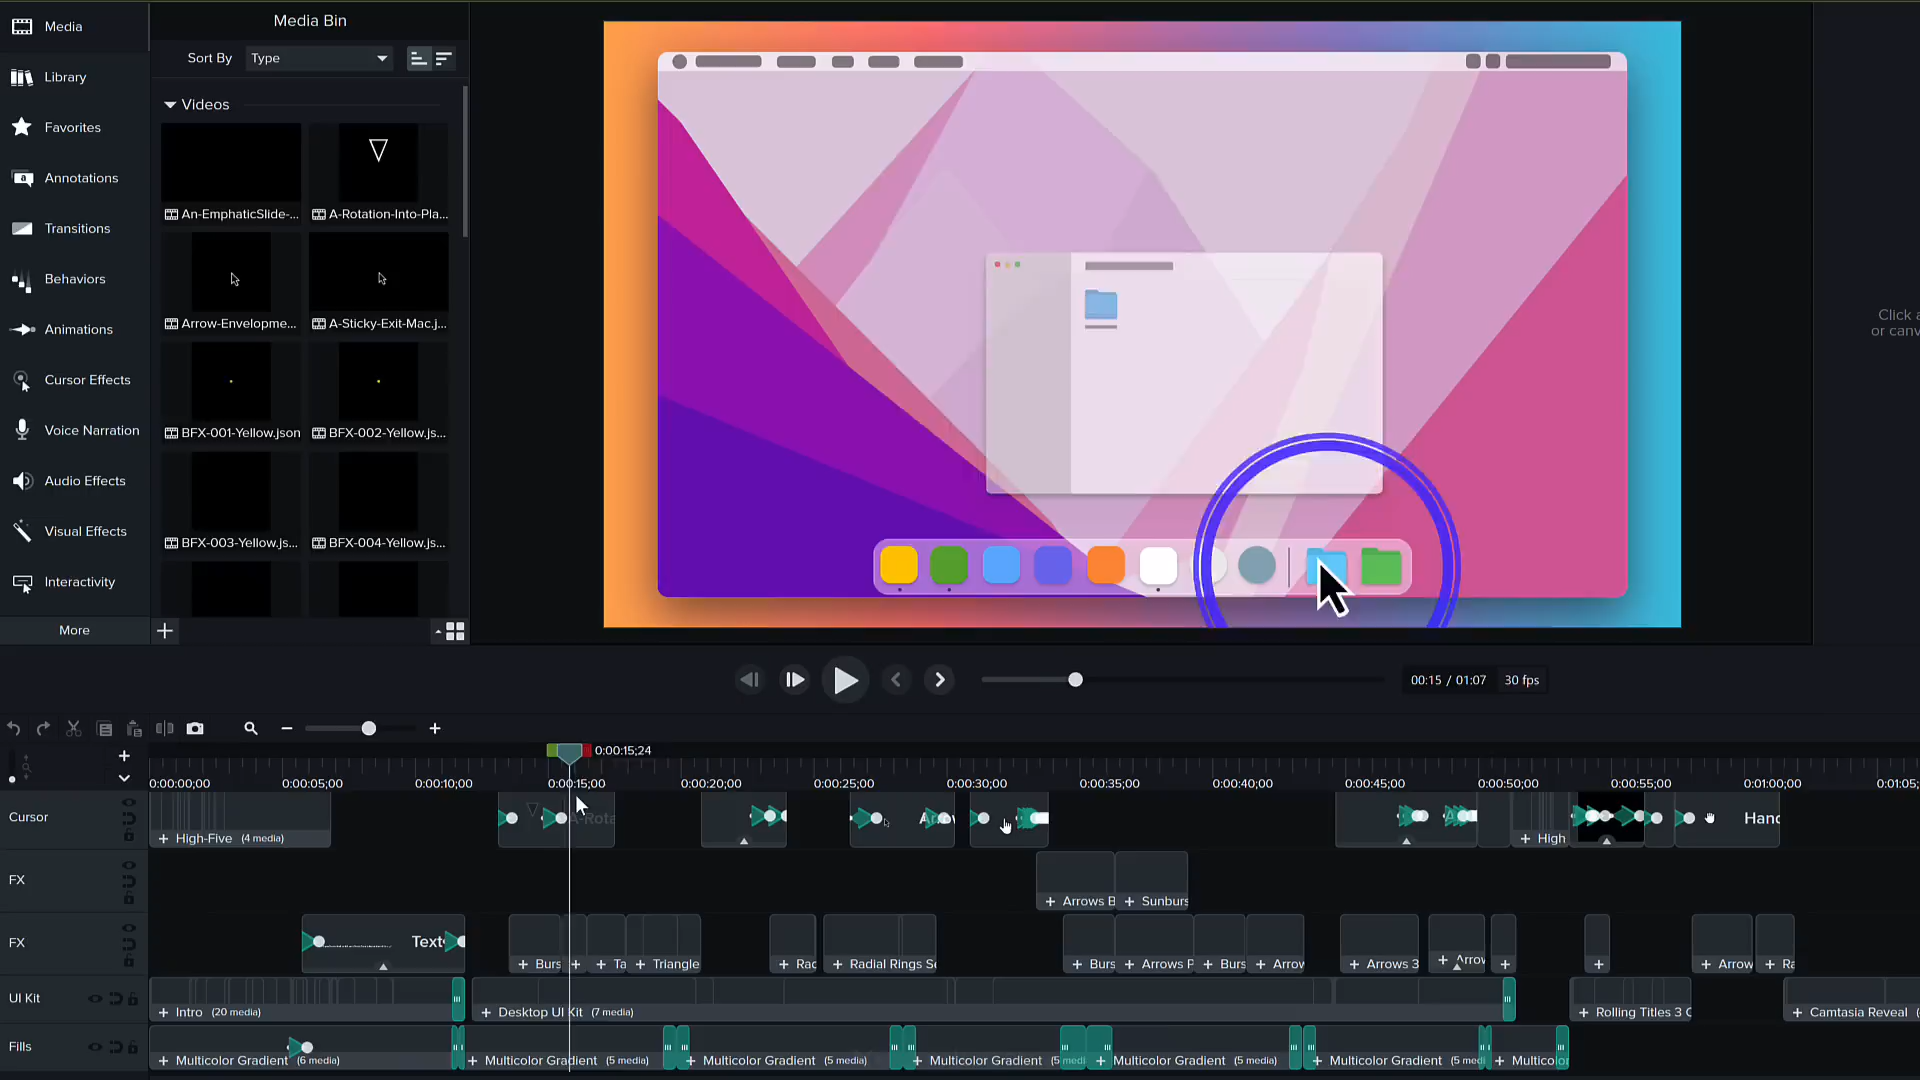 Media
Library
Favorites
Annotations
Transitions
Behaviors
Animations
Cursor Effects
Voice Narration
Audio Effects
Visual Effects
Interactivity
More
Media Bin
Sort By Type
Videos
An-EmphaticSlide-... A-Rotation-Into-Pla...
Arrow-Envelopme... A-Sticky-Exit-Mac.j...
BFX-001-Yellow.json BFX-002-Yellow.js...
BFX-003-Yellow.js... BFX-004-Yellow.js...
Click a
or canv
00:15 / 01:07 30 fps
0:00:15;24
0:00:00;00 0:00:05;00 0:00:10;00 0:00:15;00 0:00:20;00 0:00:25;00 0:00:30;00 0:00:35;00 0:00:40;00 0:00:45;00 0:00:50;00 0:00:55;00 0:01:00;00 0:01:05;
Cursor A-Rota Hand
+ High-Five (4 media) + High
FX
+ Arrows B + Sunburs
FX Text
+ Burs + + Ta + Triangle + Rad + Radial Rings Se + Burs + Arrows P + Burs + Arrow + Arrows 3 + Arrow + + + Arrow + Ra
UI Kit
+ Intro (20 media) + Desktop UI Kit (7 media) + Rolling Titles 3 C + Camtasia Reveal
Fills
+ Multicolor Gradient (6 media) + Multicolor Gradient (5 media) + Multicolor Gradient (5 media) + Multicolor Gradient (5 medi + Multicolor Gradient (5 media) + Multicolor Gradient (5 medi + Multicolor